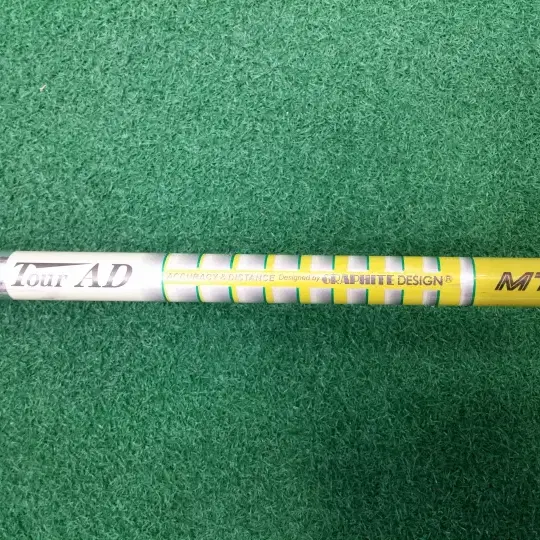 Tour AD ACCURACY & DISTANCE Designed by GRAPHITE DESIGN® MT